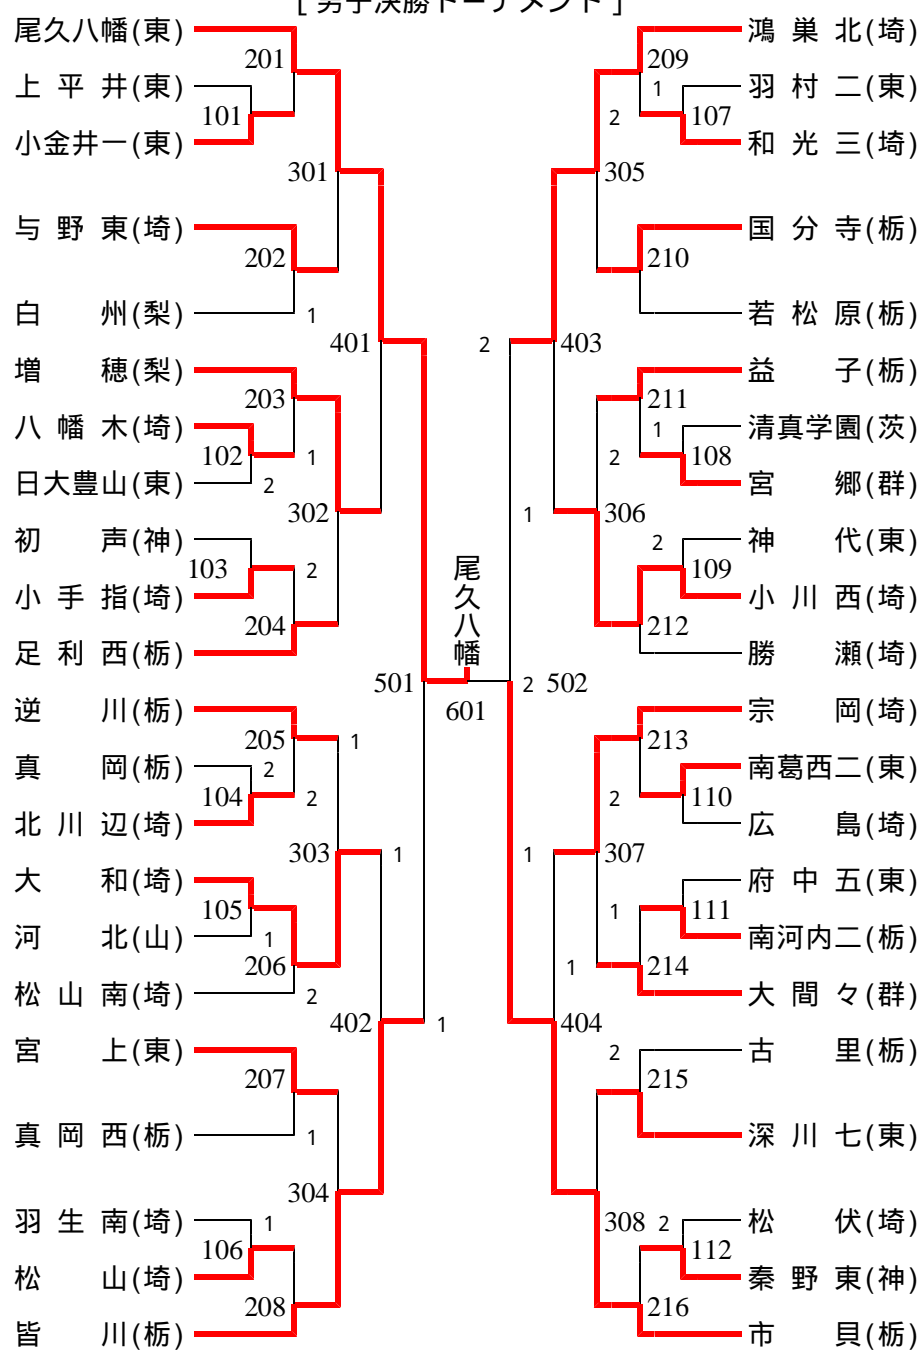 [ 男子決勝トーナメント ]
尾久八幡(東) 201 209 鴻巣北(埼)
上平井(東) 1 羽村二(東)
101 2 107
小金井一(東) 和光三(埼)
301 305
与野東(埼) 国分寺(栃)
202 210
白州(梨) 1 若松原(栃)
401 2 403
増穂(梨) 益子(栃)
203 211
八幡木(埼) 1 清真学園(茨)
102 1 2 108
日大豊山(東) 2 宮郷(群)
302 1 306
初声(神) 2 神代(東)
103 2 109
小手指(埼) 小川西(埼)
204 212
足利西(栃) 勝瀬(埼)
尾久八幡
501 601 2 502
逆川(栃) 宗岡(埼)
205 1 213
真岡(栃) 2 南葛西二(東)
104 2 2 110
北川辺(埼) 広島(埼)
303 1 1 307
大和(埼) 府中五(東)
105 1 111
河北(山) 1 南河内二(栃)
206 1 214
松山南(埼) 2 大間々(群)
402 1 404
宮上(東) 2 古里(栃)
207 215
真岡西(栃) 1 深川七(東)
304 308
羽生南(埼) 1 2 松伏(埼)
106 112
松山(埼) 秦野東(神)
208 216
皆川(栃) 市貝(栃)